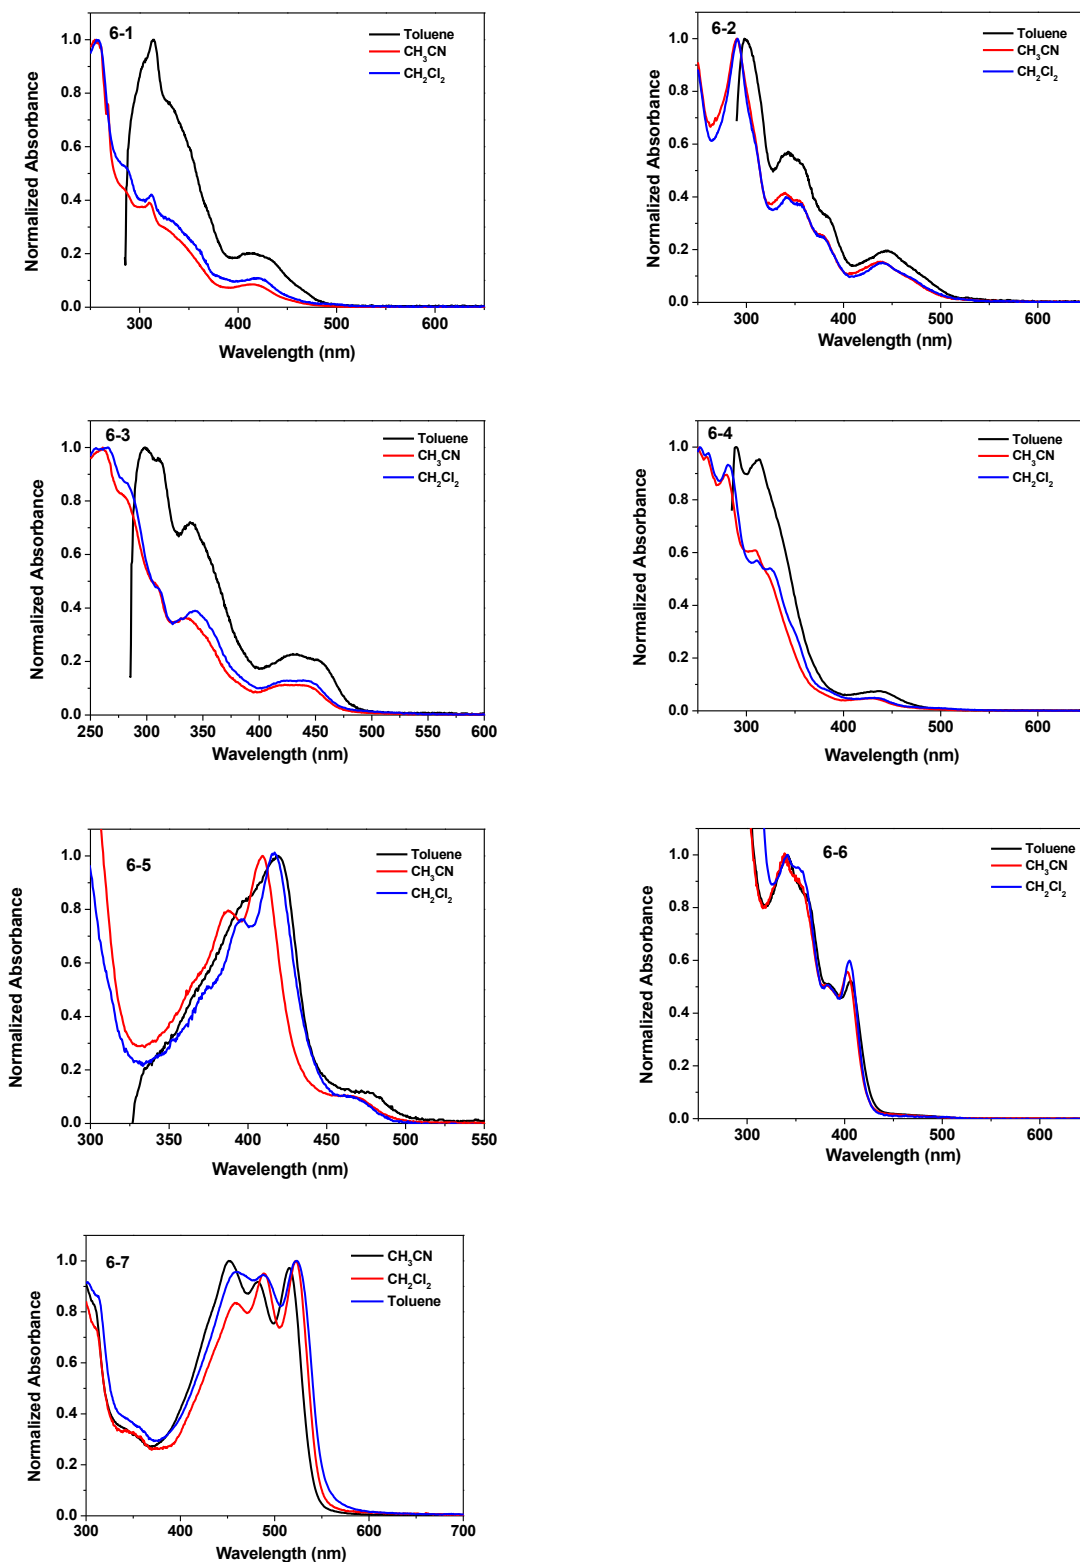 6-1
Toluene
CH₃CN
CH₂Cl₂
Normalized Absorbance
1.0
0.8
0.6
0.4
0.2
0.0
300 400 500 600
Wavelength (nm)
6-2
Toluene
CH₃CN
CH₂Cl₂
Normalized Absorbance
1.0
0.8
0.6
0.4
0.2
0.0
300 400 500 600
Wavelength (nm)
6-3
Toluene
CH₃CN
CH₂Cl₂
Normalized Absorbance
1.0
0.8
0.6
0.4
0.2
0.0
250 300 350 400 450 500 550 600
Wavelength (nm)
6-4
Toluene
CH₃CN
CH₂Cl₂
Normalized Absorbance
1.0
0.8
0.6
0.4
0.2
0.0
300 400 500 600
Wavelength (nm)
6-5
Toluene
CH₃CN
CH₂Cl₂
Normalized Absorbance
1.0
0.8
0.6
0.4
0.2
0.0
300 350 400 450 500 550
Wavelength (nm)
6-6
Toluene
CH₃CN
CH₂Cl₂
Normalized Absorbance
1.0
0.8
0.6
0.4
0.2
0.0
300 400 500 600
Wavelength (nm)
6-7
CH₃CN
CH₂Cl₂
Toluene
Normalized Absorbance
1.0
0.8
0.6
0.4
0.2
0.0
300 400 500 600 700
Wavelength (nm)